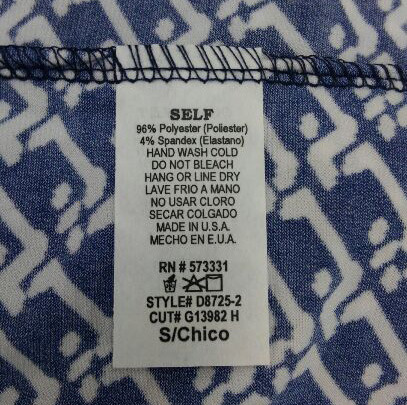 SELF
96% Polyester (Poliester)
4% Spandex (Elastano)
HAND WASH COLD
DO NOT BLEACH
HANG OR LINE DRY
LAVE FRIO A MANO
NO USAR CLORO
SECAR COLGADO
MADE IN U.S.A.
MECHO EN E.U.A.
RN # 573331
STYLE# D8725-2
CUT# G13982 H
S/Chico